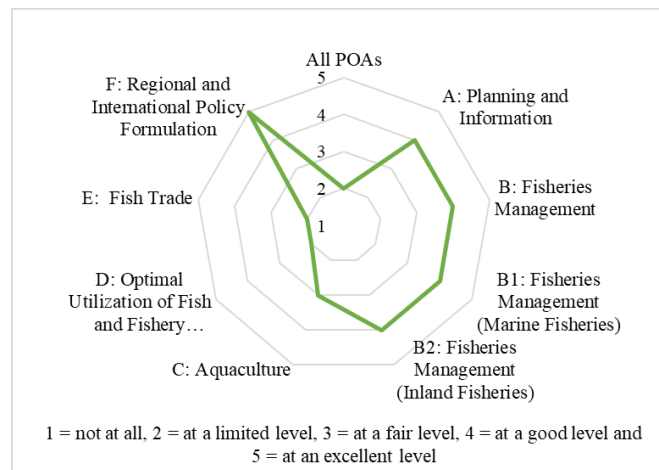 All POAs
5
4
3
2
1
A: Planning and
Information
B: Fisheries
Management
B1: Fisheries
Management
(Marine Fisheries)
B2: Fisheries
Management
(Inland Fisheries)
C: Aquaculture
D: Optimal
Utilization of Fish
and Fishery…
E:  Fish Trade
F: Regional and
International Policy
Formulation
1 = not at all, 2 = at a limited level, 3 = at a fair level, 4 = at a good level and
5 = at an excellent level